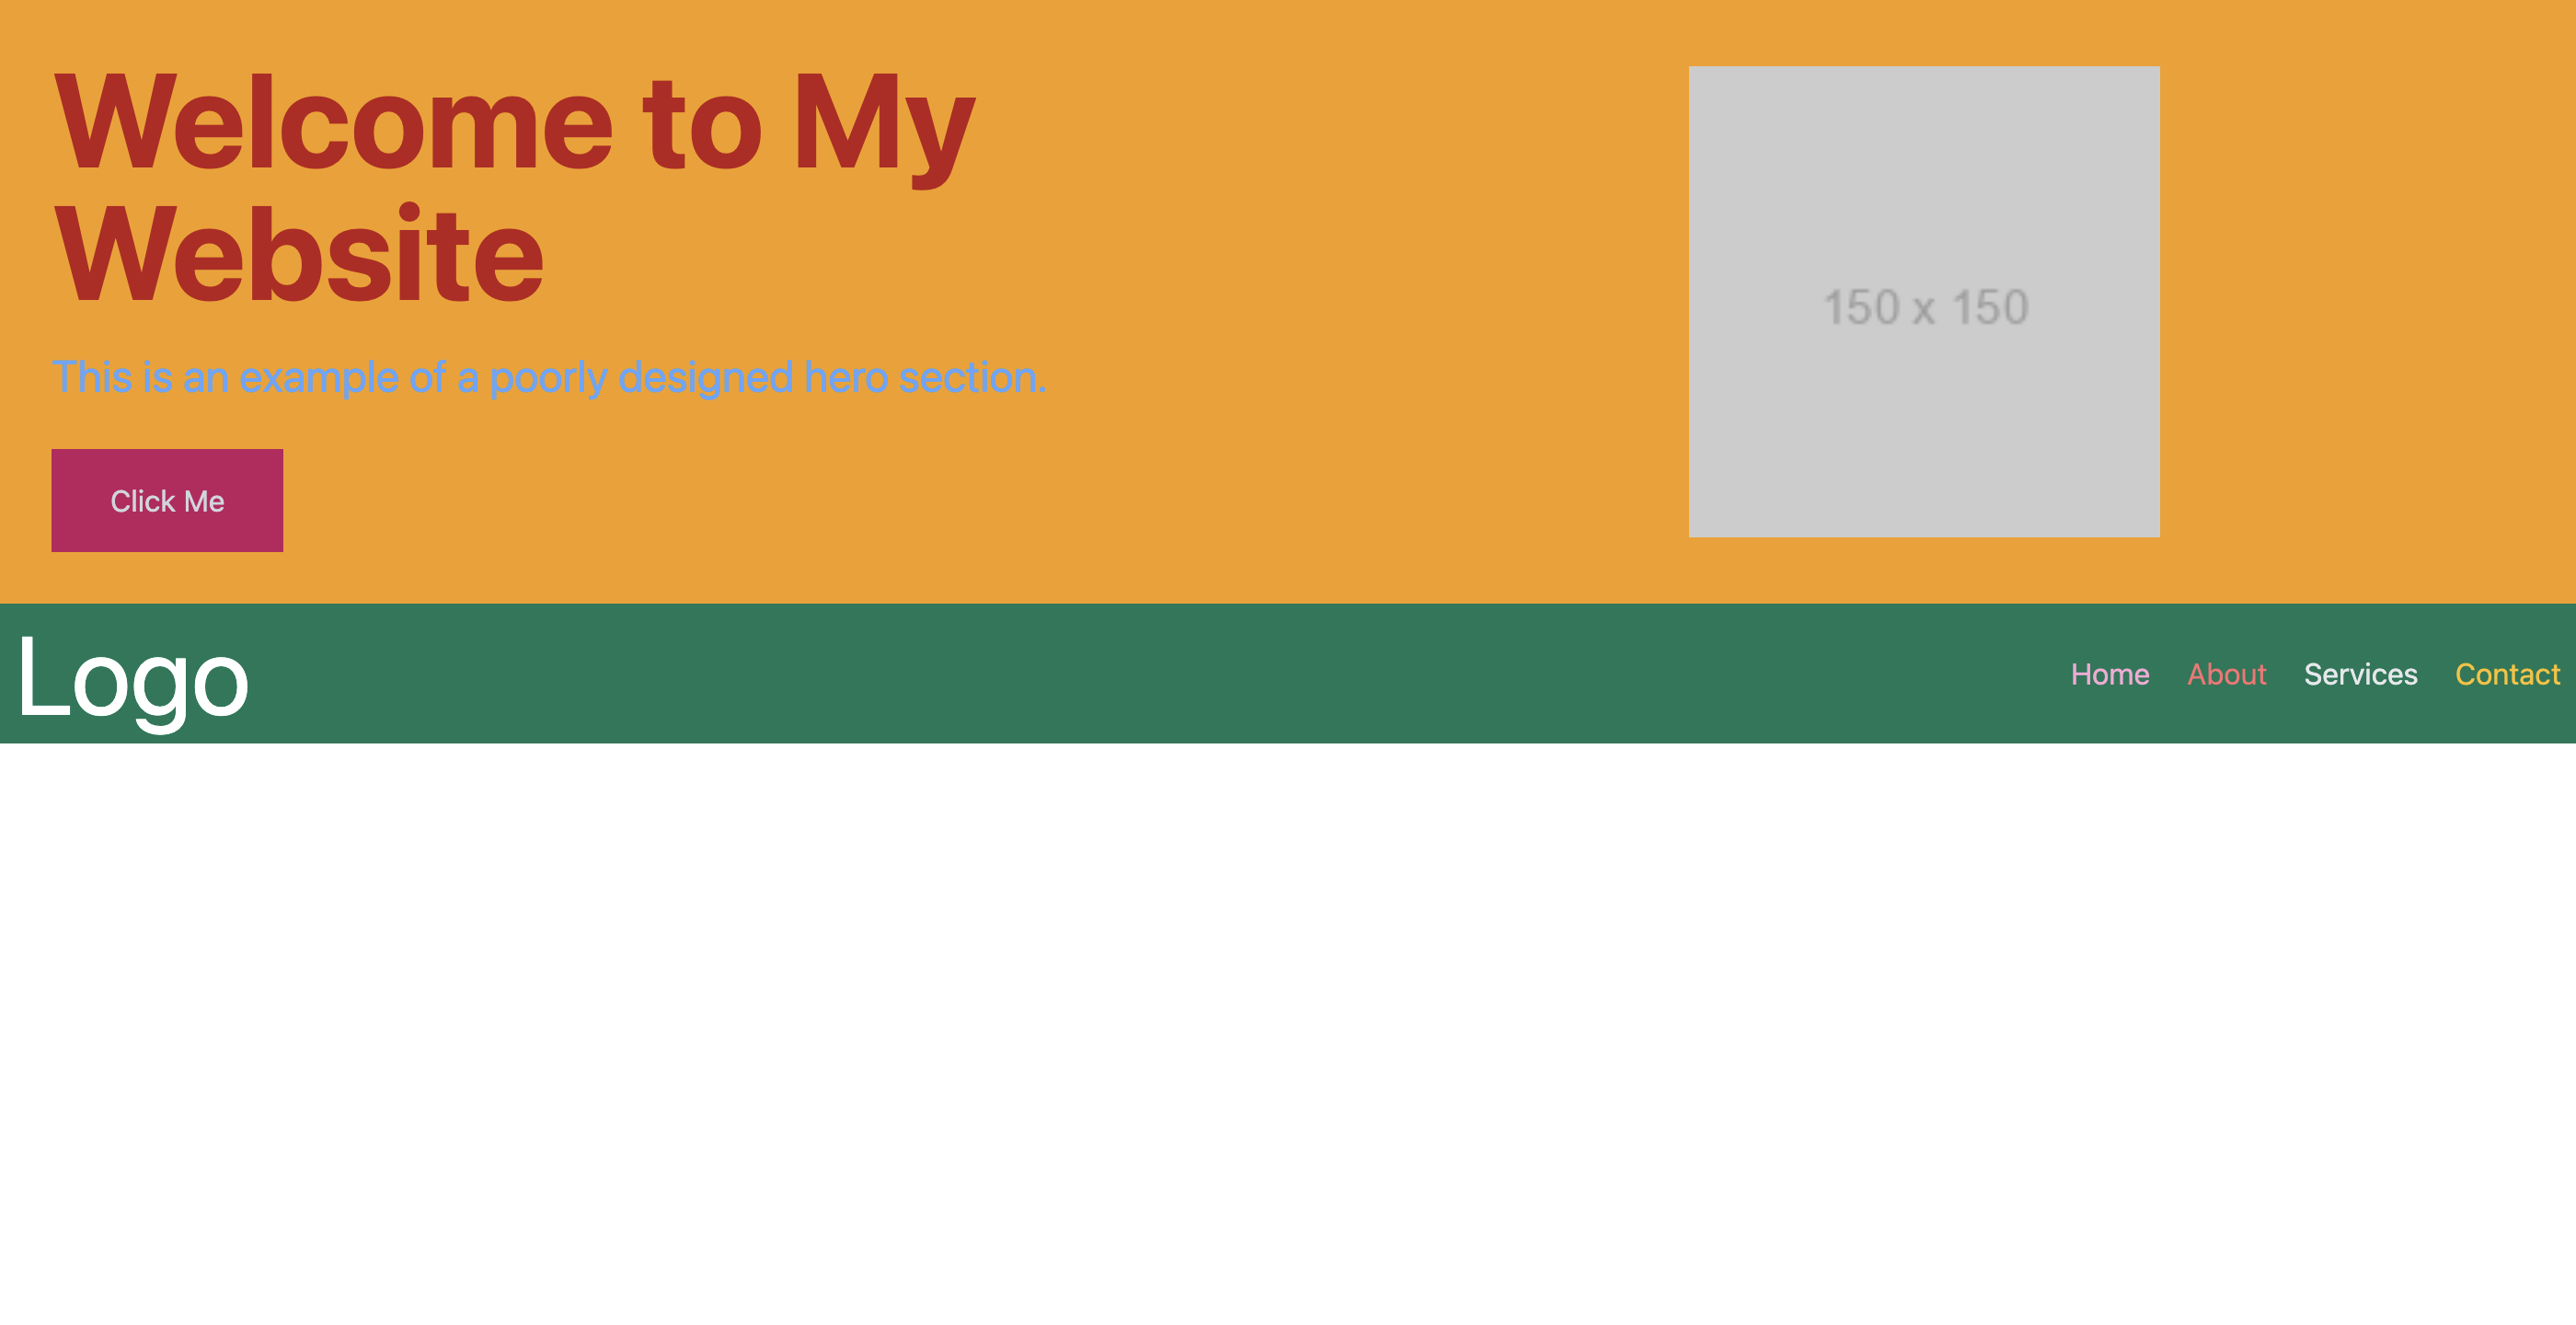 Welcome to My
Website
This is an example of a poorly designed hero section.
Click Me
150 x 150
Logo
Home About Services Contact